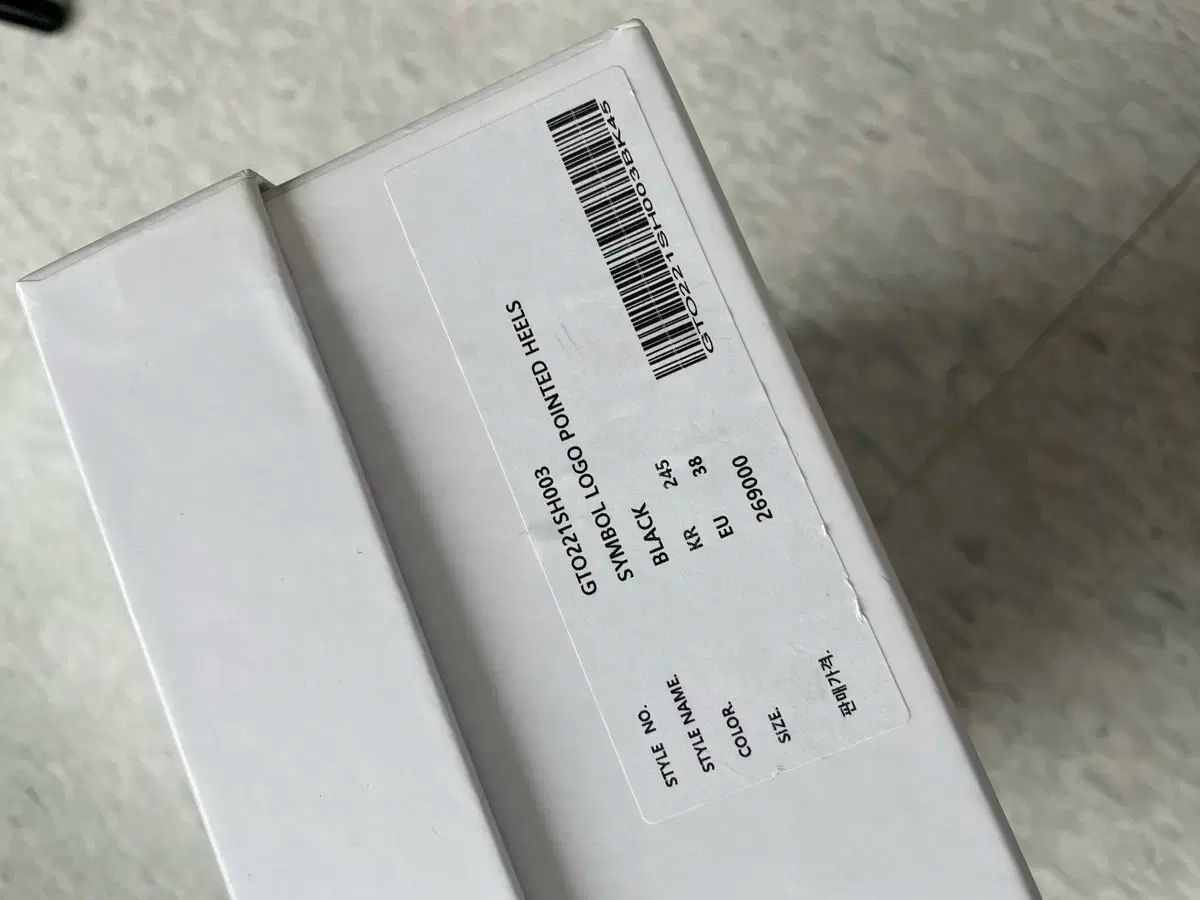 STYLE NO. GTO221SH003
STYLE NAME. SYMBOL LOGO POINTED HEELS
COLOR. BLACK
SIZE. KR 245
EU 38
판매가격. 269000
GTO221SH003BK45